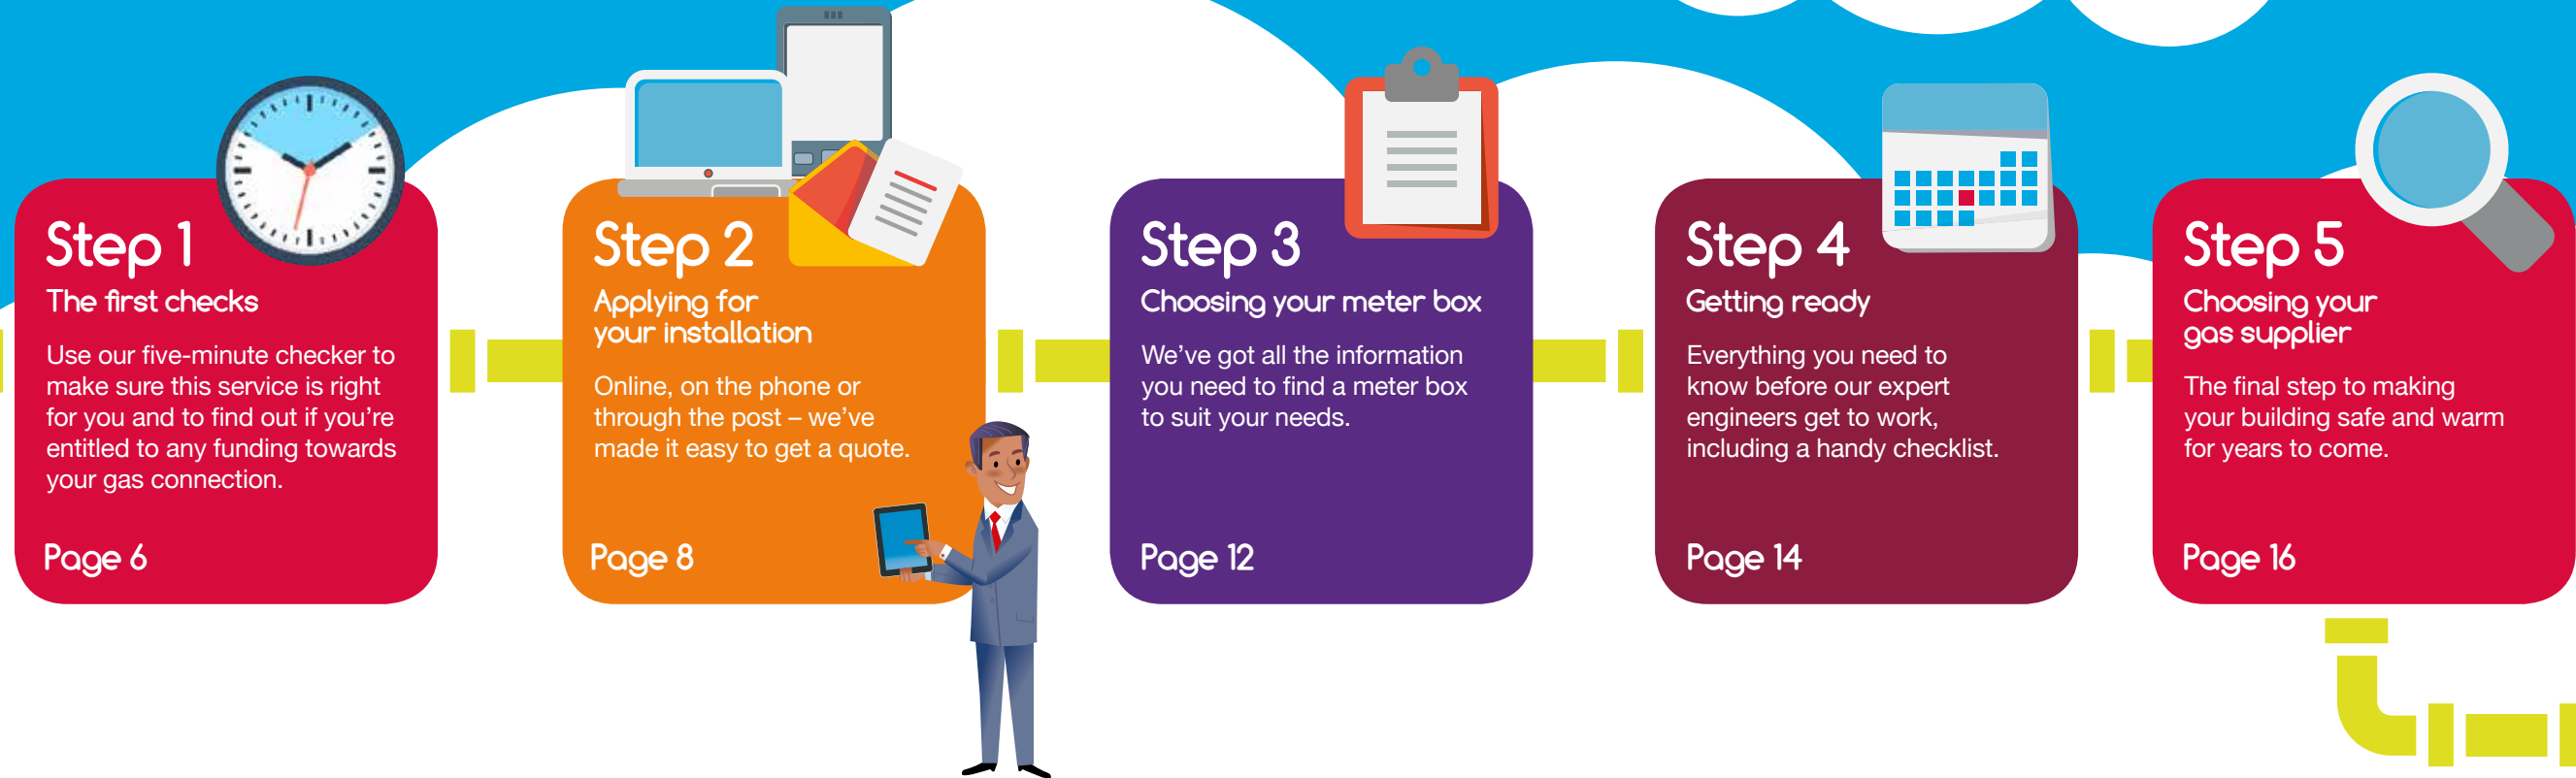 Step 1
The first checks
Use our five-minute checker to
make sure this service is right
for you and to find out if you’re
entitled to any funding towards
your gas connection.
Page 6
Step 2
Applying for
your installation
Online, on the phone or
through the post – we’ve
made it easy to get a quote.
Page 8
Step 3
Choosing your meter box
We’ve got all the information
you need to find a meter box
to suit your needs.
Page 12
Step 4
Getting ready
Everything you need to
know before our expert
engineers get to work,
including a handy checklist.
Page 14
Step 5
Choosing your
gas supplier
The final step to making
your building safe and warm
for years to come.
Page 16